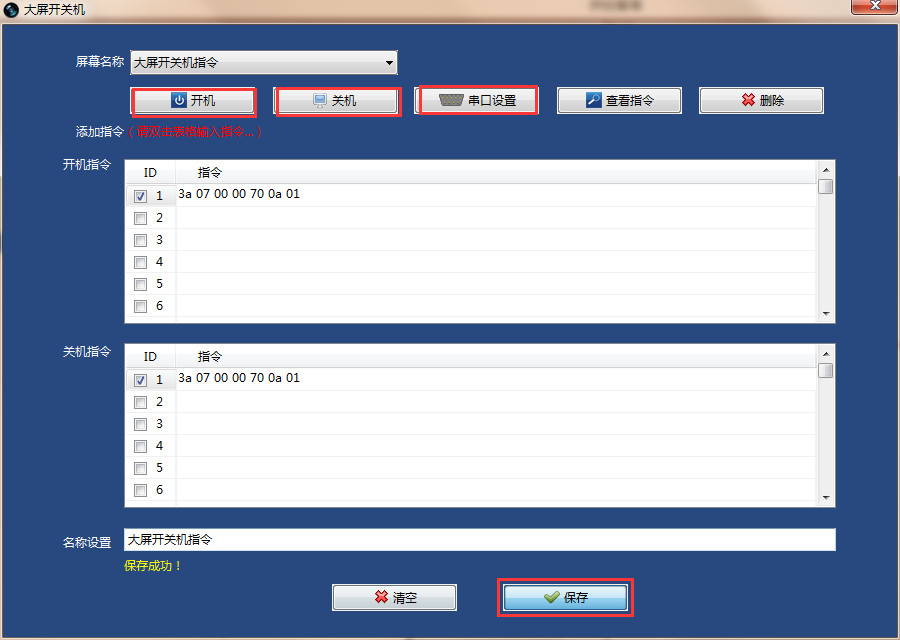 大屏开关机
屏幕名称 大屏开关机指令
开机 关机 串口设置 查看指令 删除
添加指令 (请双击表格输入指令...)
开机指令 ID 指令
1 3a 07 00 00 70 0a 01
2
3
4
5
6
关机指令 ID 指令
1 3a 07 00 00 70 0a 01
2
3
4
5
6
名称设置 大屏开关机指令
保存成功！
清空 保存